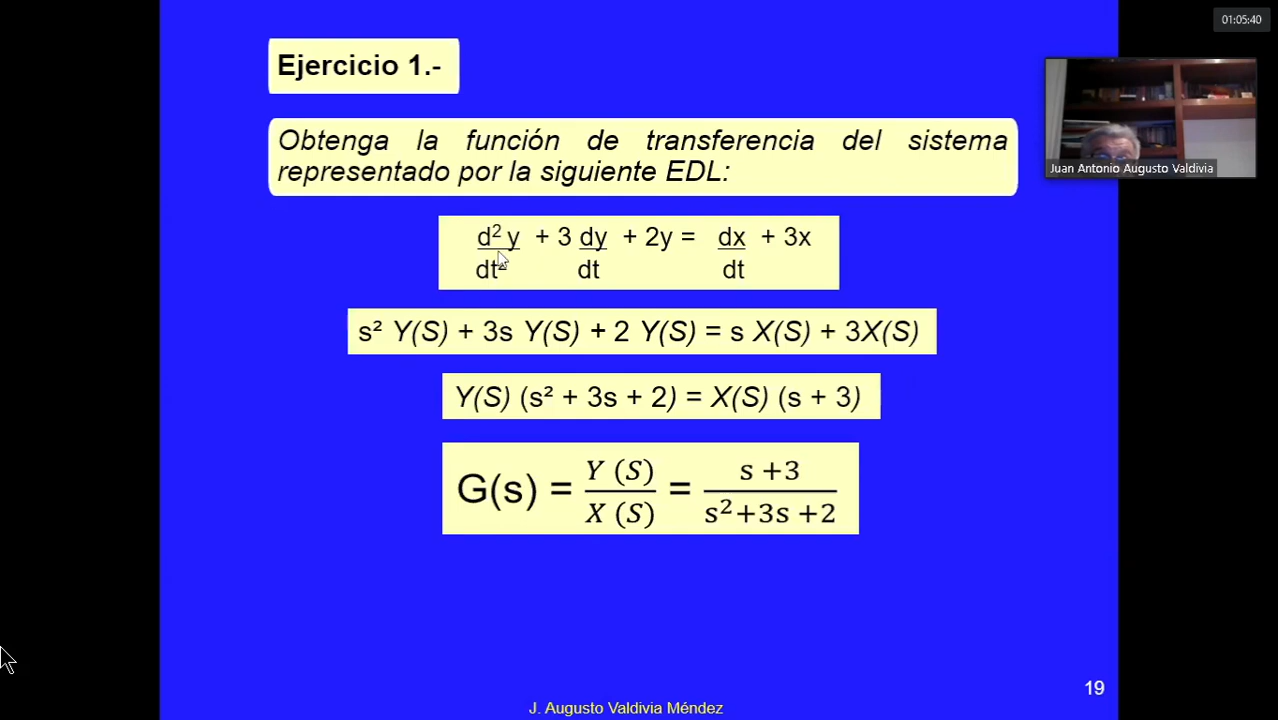 01:05:40
Ejercicio 1.-
Juan Antonio Augusto Valdivia
Obtenga la función de transferencia del sistema
representado por la siguiente EDL:
d² y + 3 dy + 2y = dx + 3x
dt² dt dt
s² Y(S) + 3s Y(S) + 2 Y(S) = s X(S) + 3X(S)
Y(S) (s² + 3s + 2) = X(S) (s + 3)
G(s) = Y (S) / X (S) = s +3 / s²+3s +2
19
J. Augusto Valdivia Méndez